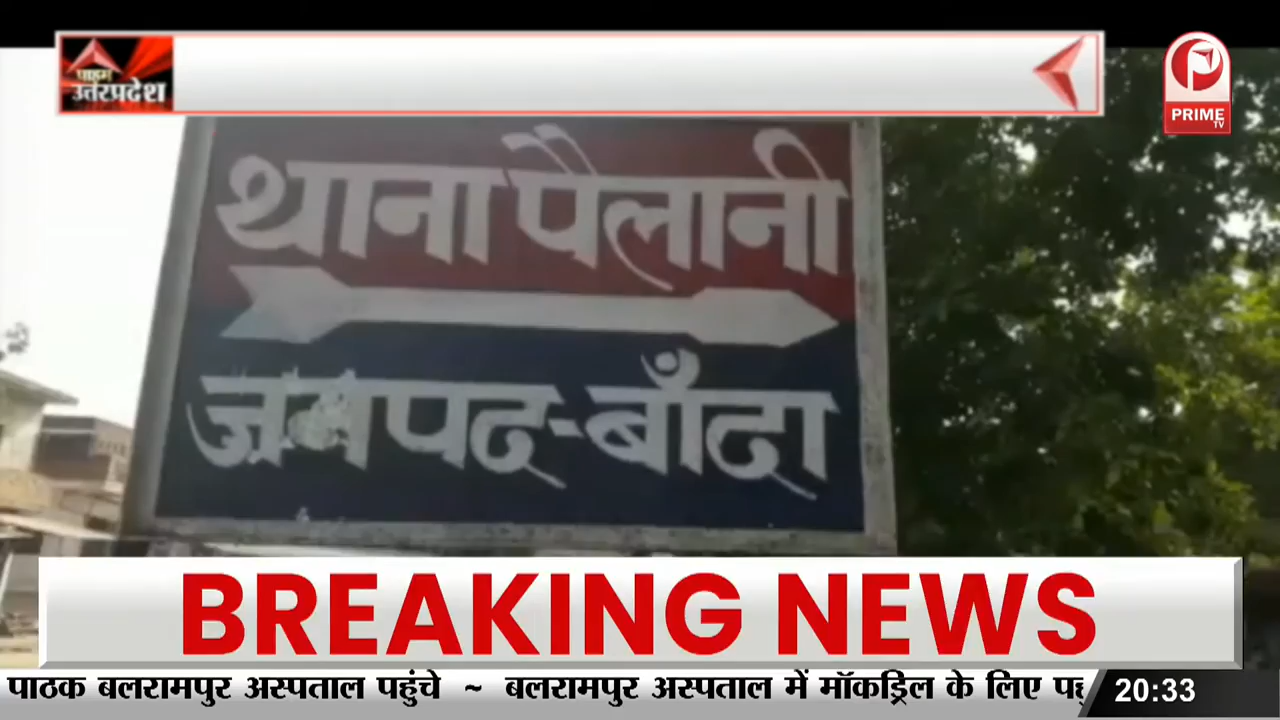 प्राइम
उत्तरप्रदेश
PRIME
TV
थाना पैलानी
जनपद-बाँदा
BREAKING NEWS
पाठक बलरामपुर अस्पताल पहुंचे ~ बलरामपुर अस्पताल में मॉकड्रिल के लिए
20:33